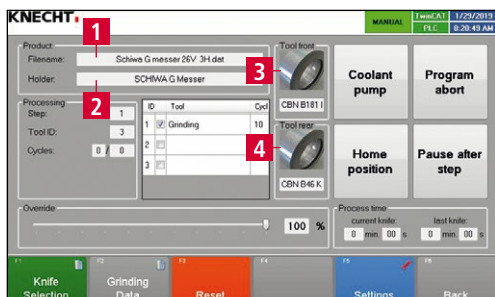 KNECHT
MANUAL
TwinCAT 1/29/2019
PLC 8:20:49 AM
Product:
1
Filename: Schiwa G messer 26V 3H.dat
Holder: SCHIWA G Messer
2
Tool front
3
CBN B181 I
Coolant pump
Program abort
Processing
Step: 1
Tool ID: 3
Cycles: 0 / 0
ID Tool Cycl
1 Grinding 10
2
3
Tool rear
4
CBN B46 K
Home position
Pause after step
Override
100 %
Process time
current knife: last knife:
0 min. 00 s 0 min. 00 s
F1 F2 F3 F4 F5 F6
Knife Selection
Grinding Data
Reset
Settings
Back